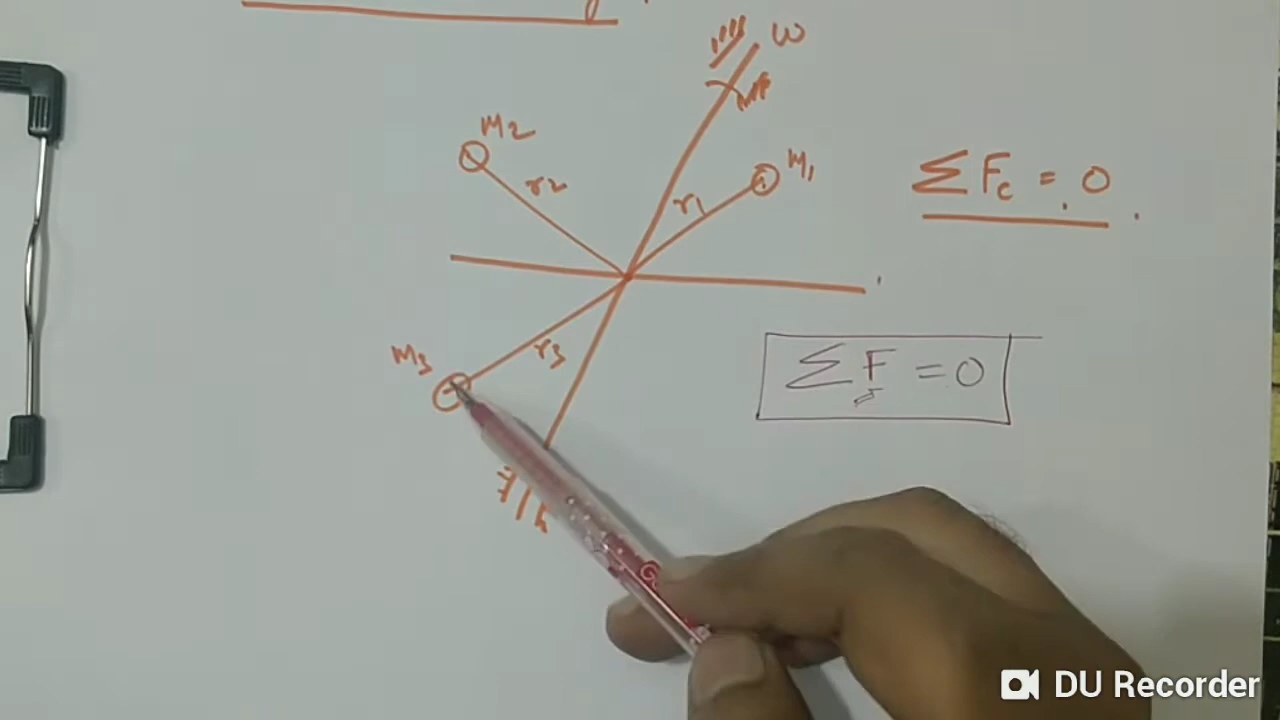 ω
m2
m1
r2
r1
ΣFc = 0
m3
r3
ΣF = 0
DU Recorder